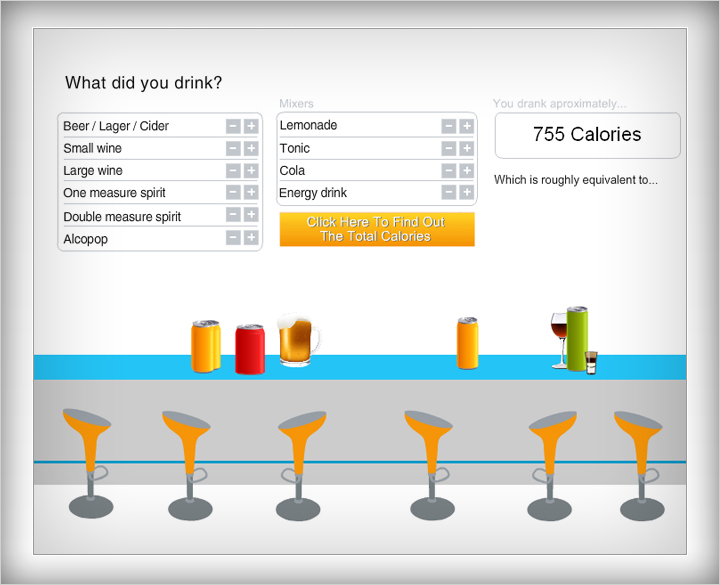 What did you drink?
Beer / Lager / Cider
Small wine
Large wine
One measure spirit
Double measure spirit
Alcopop
Mixers
Lemonade
Tonic
Cola
Energy drink
Click Here To Find Out
The Total Calories
You drank aproximately...
755 Calories
Which is roughly equivalent to...